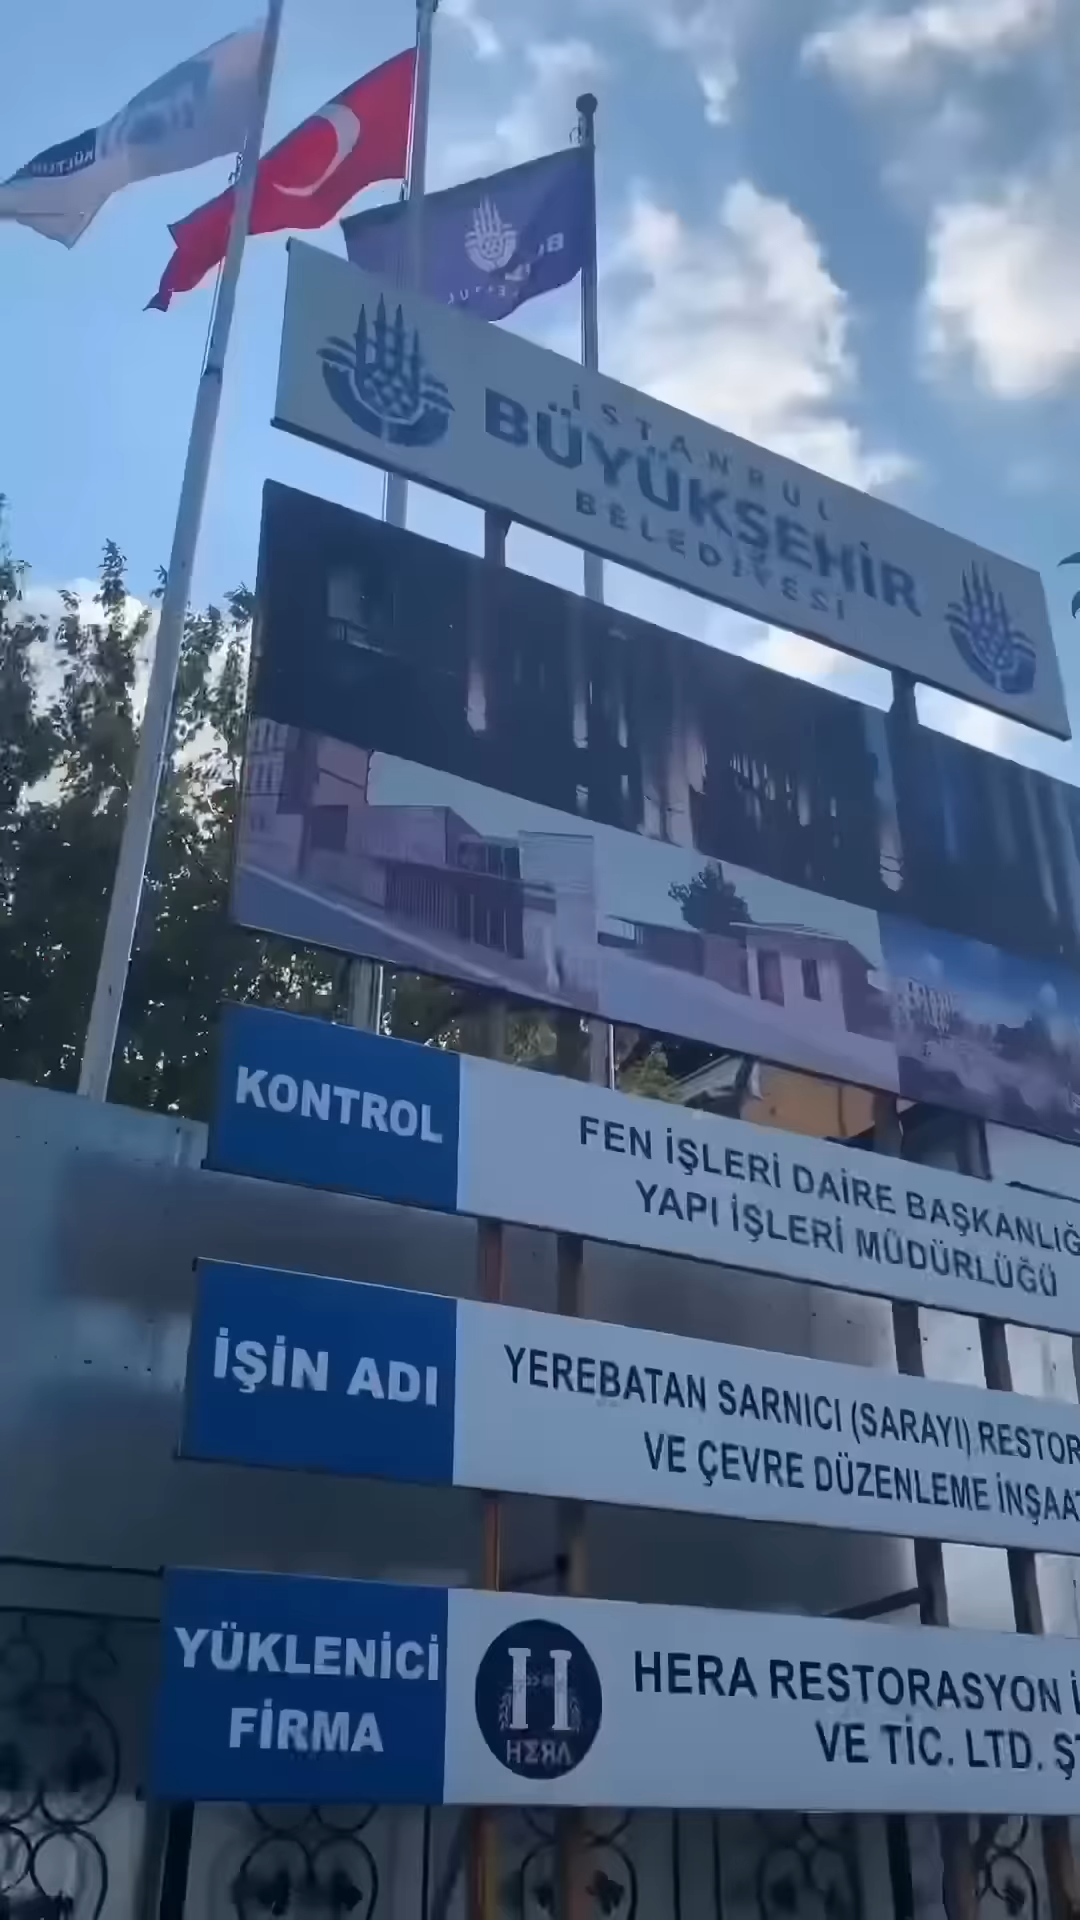 İSTANBUL
BÜYÜKŞEHİR
BELEDİYESİ
KONTROL
FEN İŞLERİ DAİRE BAŞKANLIĞ
YAPI İŞLERİ MÜDÜRLÜĞÜ
İŞİN ADI
YEREBATAN SARNICI (SARAYI) RESTOR
VE ÇEVRE DÜZENLEME İNŞAA
YÜKLENİCİ
FİRMA
HERA
HERA RESTORASYON İ
VE TİC. LTD. Ş